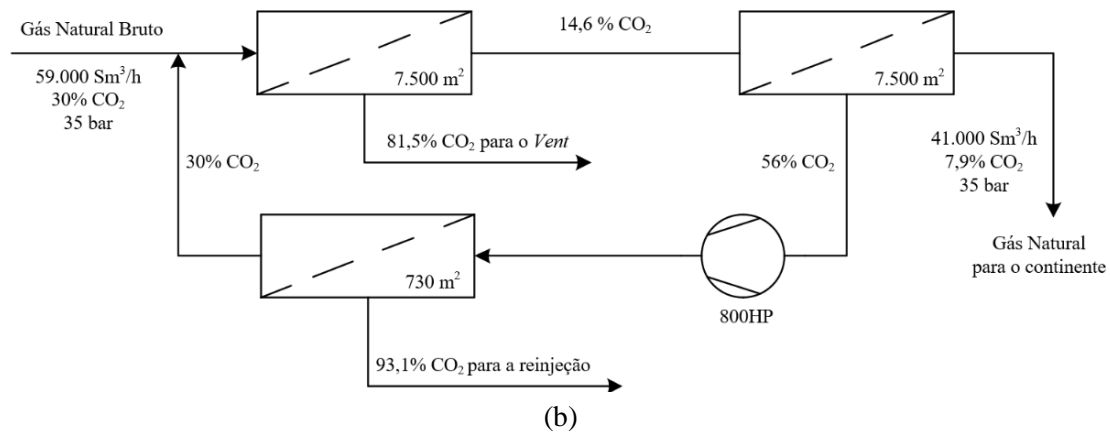 Gás Natural Bruto
59.000 Sm³/h
30% CO₂
35 bar
7.500 m²
14,6 % CO₂
7.500 m²
81,5% CO₂ para o Vent
56% CO₂
41.000 Sm³/h
7,9% CO₂
35 bar
Gás Natural
para o continente
30% CO₂
730 m²
800HP
93,1% CO₂ para a reinjeção
(b)